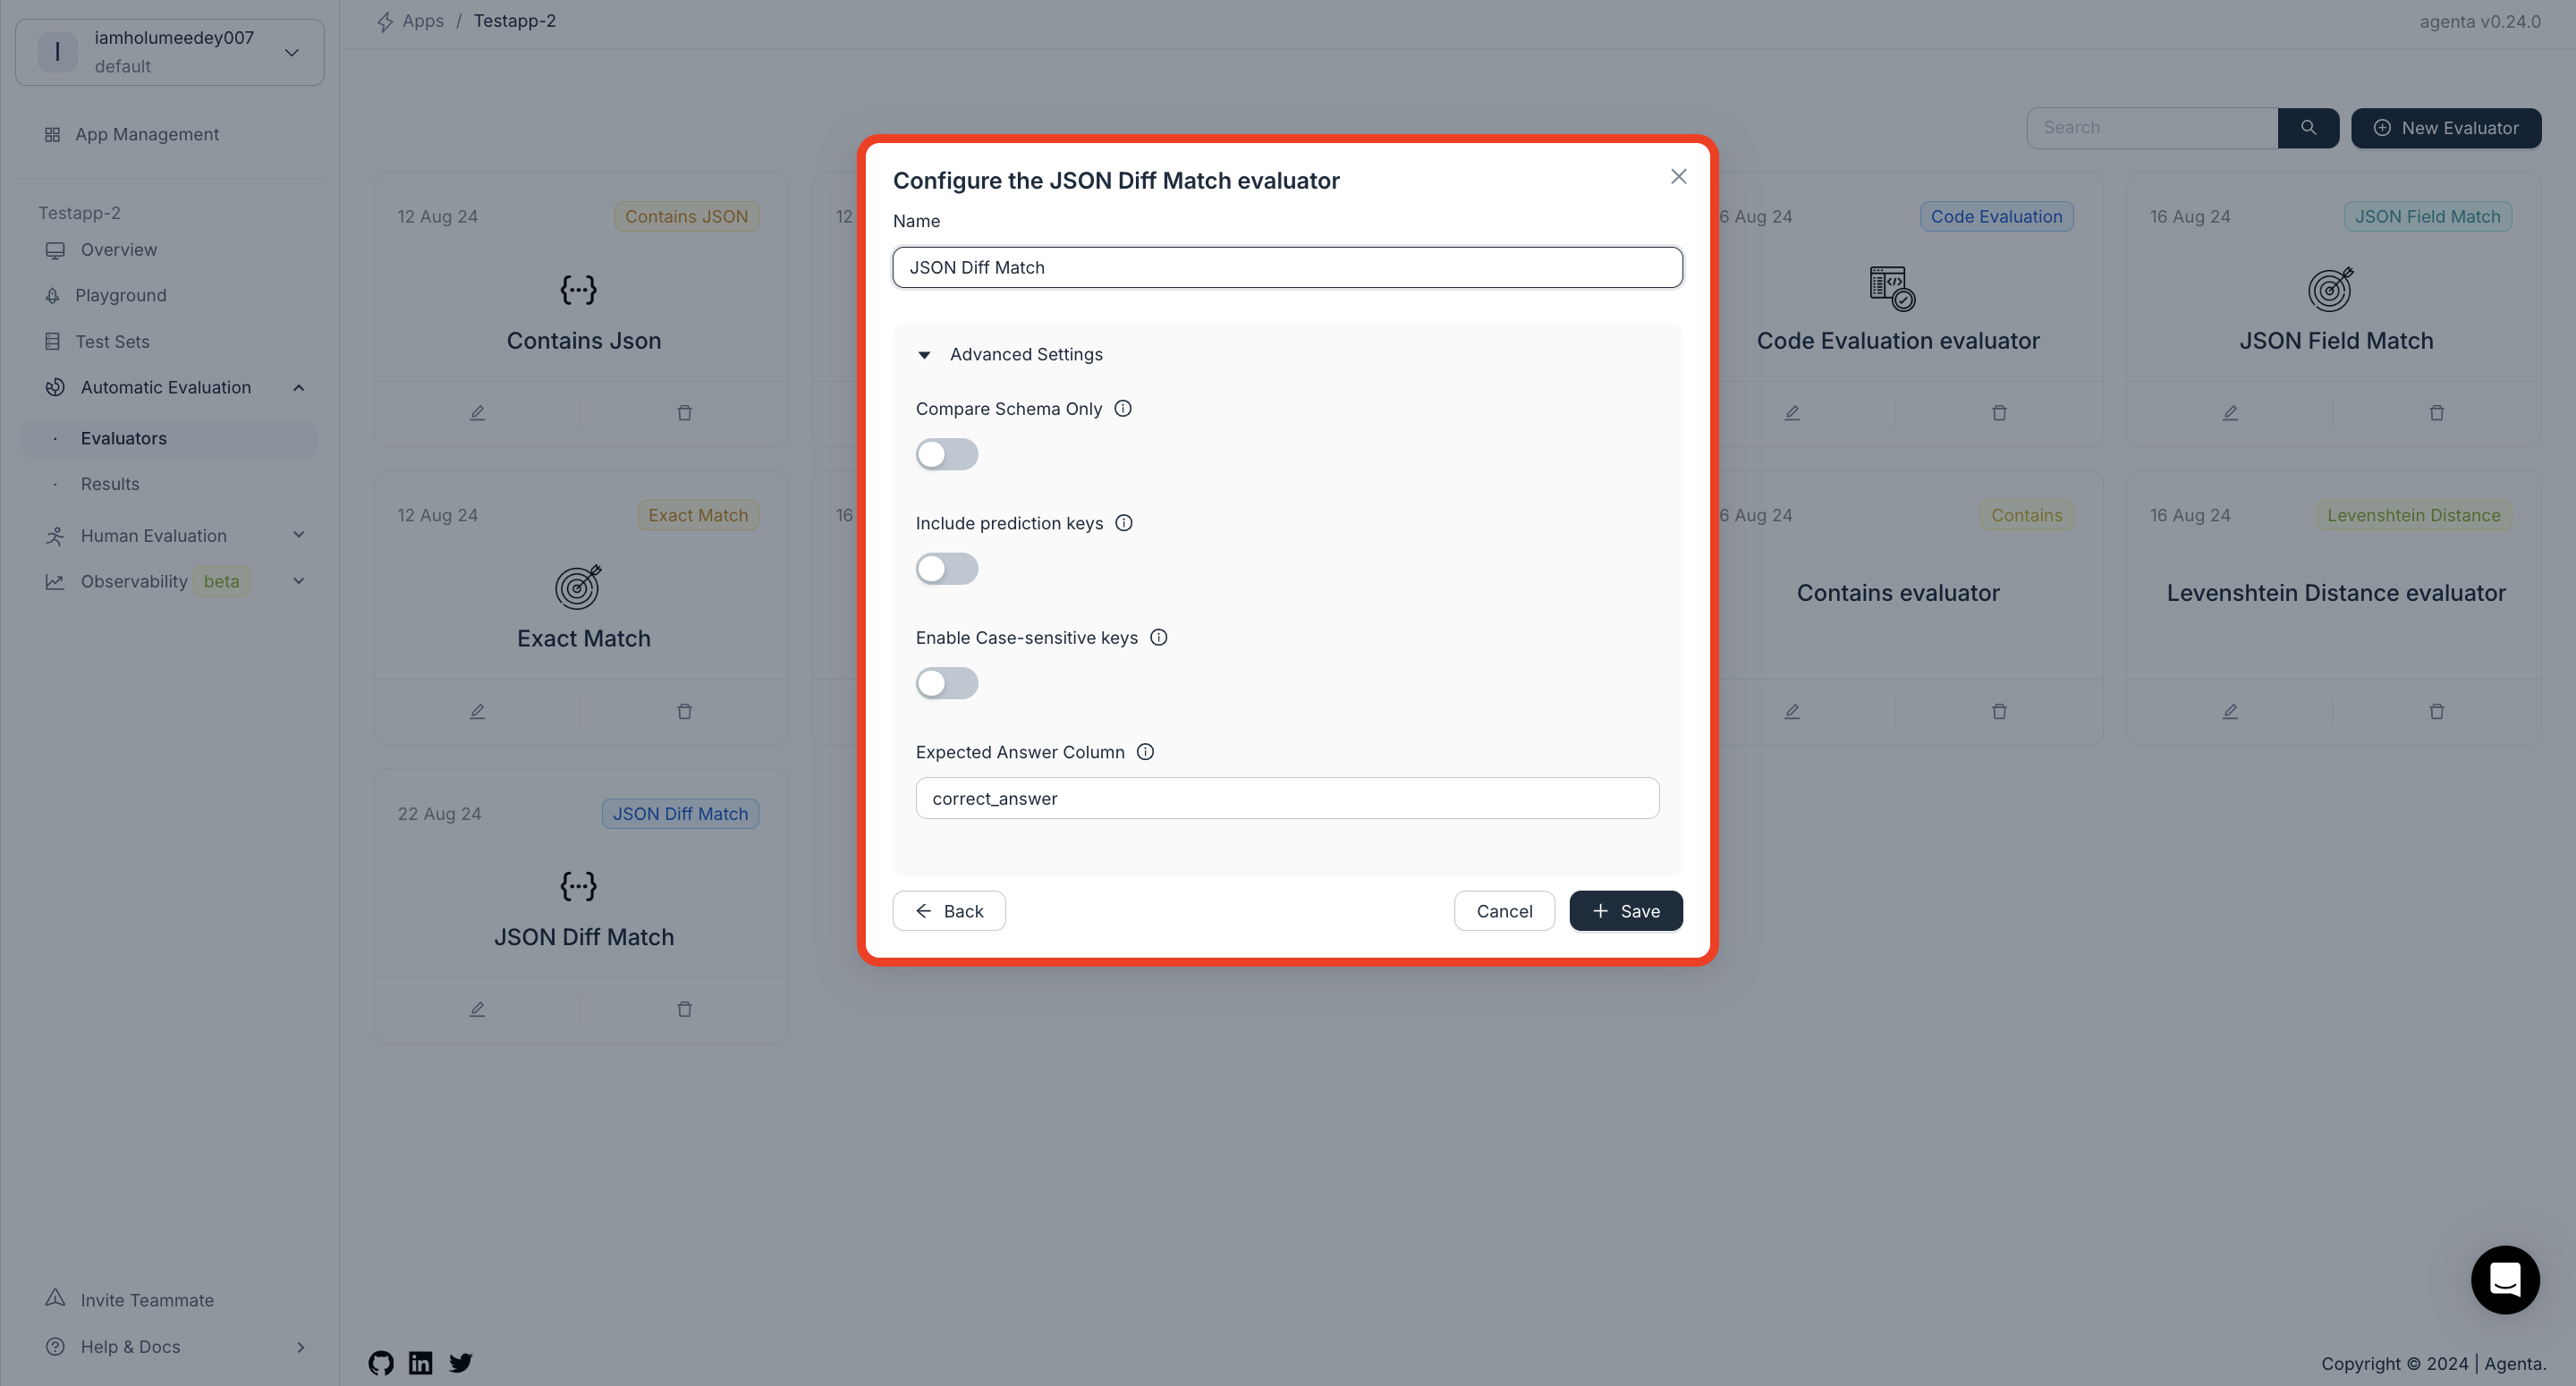 I
iamholumeedey007
default
App Management
Testapp-2
Overview
Playground
Test Sets
Automatic Evaluation
Evaluators
Results
Human Evaluation
Observability beta
Invite Teammate
Help & Docs
Apps / Testapp-2
agenta v0.24.0
Search
New Evaluator
12 Aug 24
Contains JSON
Contains Json
12
6 Aug 24
Code Evaluation
Code Evaluation evaluator
16 Aug 24
JSON Field Match
JSON Field Match
12 Aug 24
Exact Match
Exact Match
16
6 Aug 24
Contains
Contains evaluator
16 Aug 24
Levenshtein Distance
Levenshtein Distance evaluator
22 Aug 24
JSON Diff Match
JSON Diff Match
Configure the JSON Diff Match evaluator
Name
JSON Diff Match
Advanced Settings
Compare Schema Only
Include prediction keys
Enable Case-sensitive keys
Expected Answer Column
correct_answer
Back
Cancel
Save
Copyright © 2024 | Agenta.